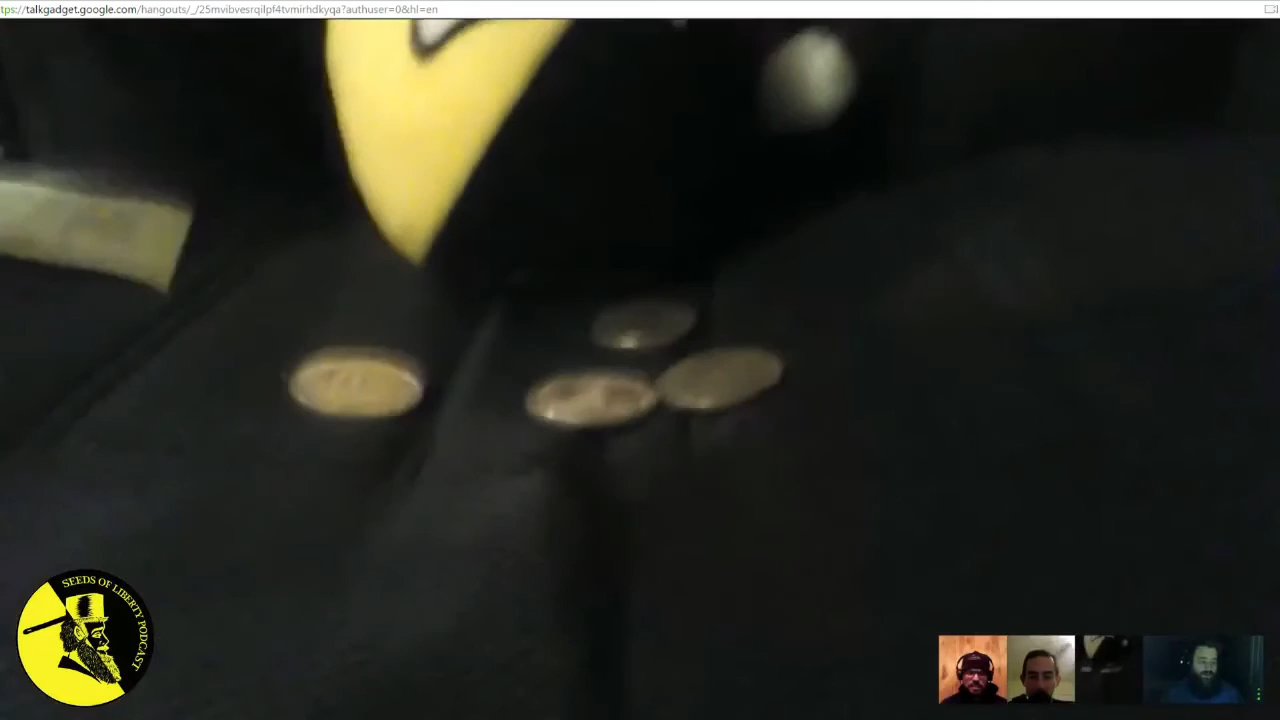 tps://talkgadget.google.com/hangouts/_/25mvibvesrqilpf4tvmirhdkyqa?authuser=0&hl=en
SEEDS OF LIBERTY PODCAST